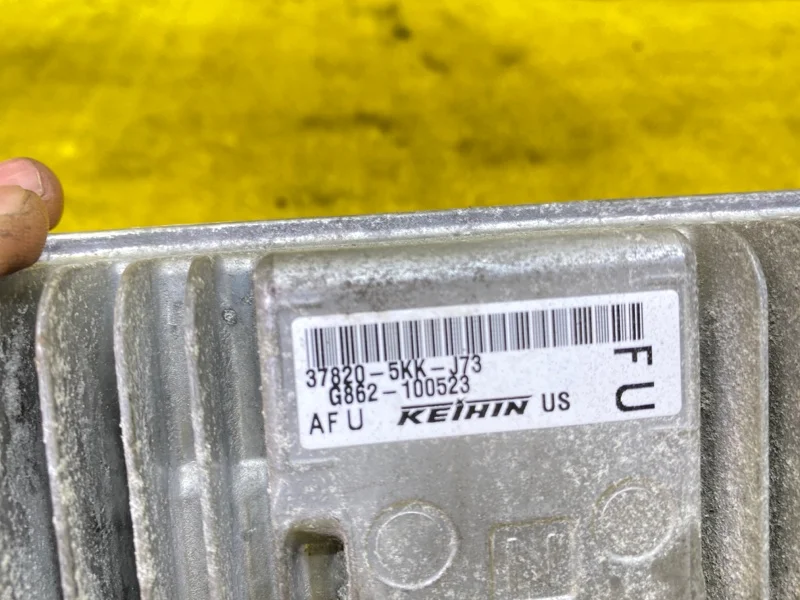 37820-5KK-J73
G862-100523
AFU KEIHIN US
FU